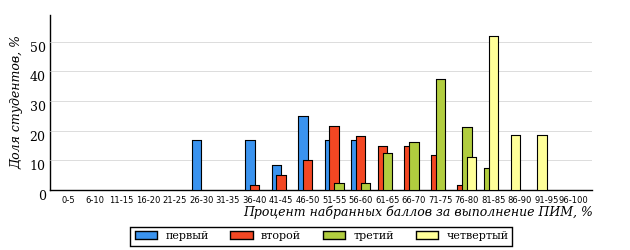 Доля студентов, %
50
40
30
20
10
0
0-5 6-10 11-15 16-20 21-25 26-30 31-35 36-40 41-45 46-50 51-55 56-60 61-65 66-70 71-75 76-80 81-85 86-90 91-95 96-100
Процент набранных баллов за выполнение ПИМ, %
первый второй третий четвертый